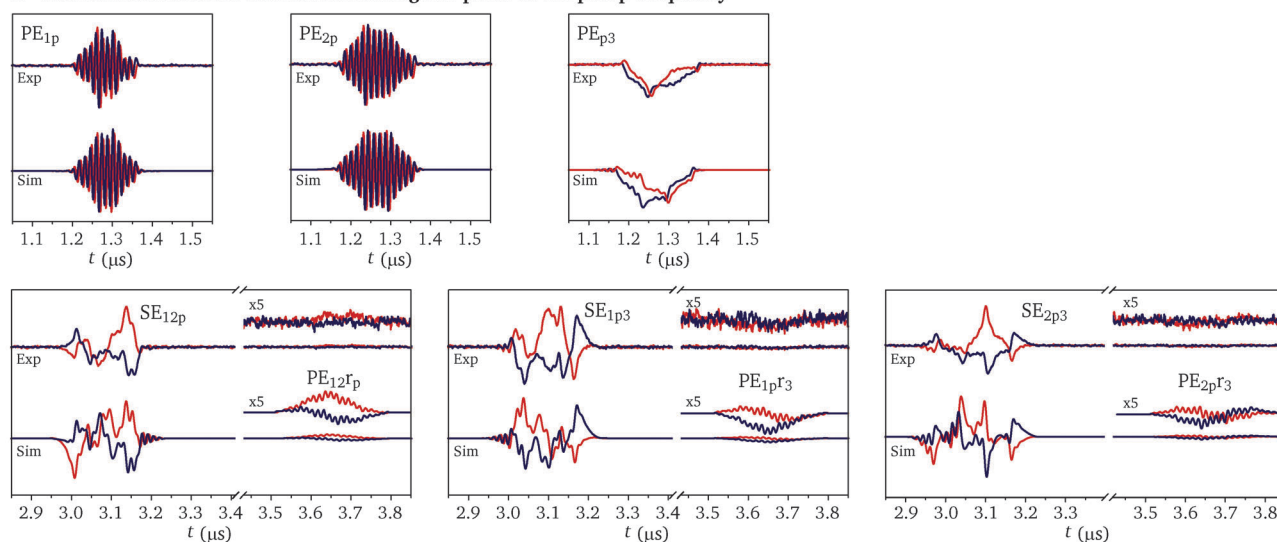 PE1p PE2p PEp3
Exp Exp Exp
Sim Sim Sim
1.1 1.2 1.3 1.4 1.5 1.1 1.2 1.3 1.4 1.5 1.1 1.2 1.3 1.4 1.5
t (μs) t (μs) t (μs)
x5 x5 x5
SE12p SE1p3 SE2p3
Exp Exp Exp
PE12rp PE1pr3 PE2pr3
x5 x5 x5
Sim Sim Sim
2.9 3.0 3.1 3.2 3.3 3.4 3.5 3.6 3.7 3.8 2.9 3.0 3.1 3.2 3.3 3.4 3.5 3.6 3.7 3.8 2.9 3.0 3.1 3.2 3.3 3.5 3.6 3.7 3.8
t (μs) t (μs) t (μs)